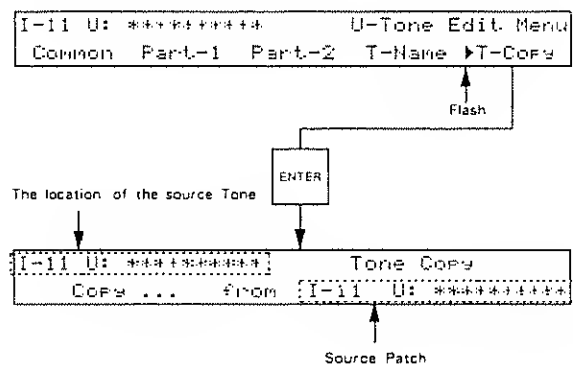 I-11 U: ********** U-Tone Edit Menu
Common Part-1 Part-2 T-Name ▶T-Copy
Flash
ENTER
The location of the source Tone
I-11 U: ********** Tone Copy
Copy ... from I-11 U: **********
Source Patch